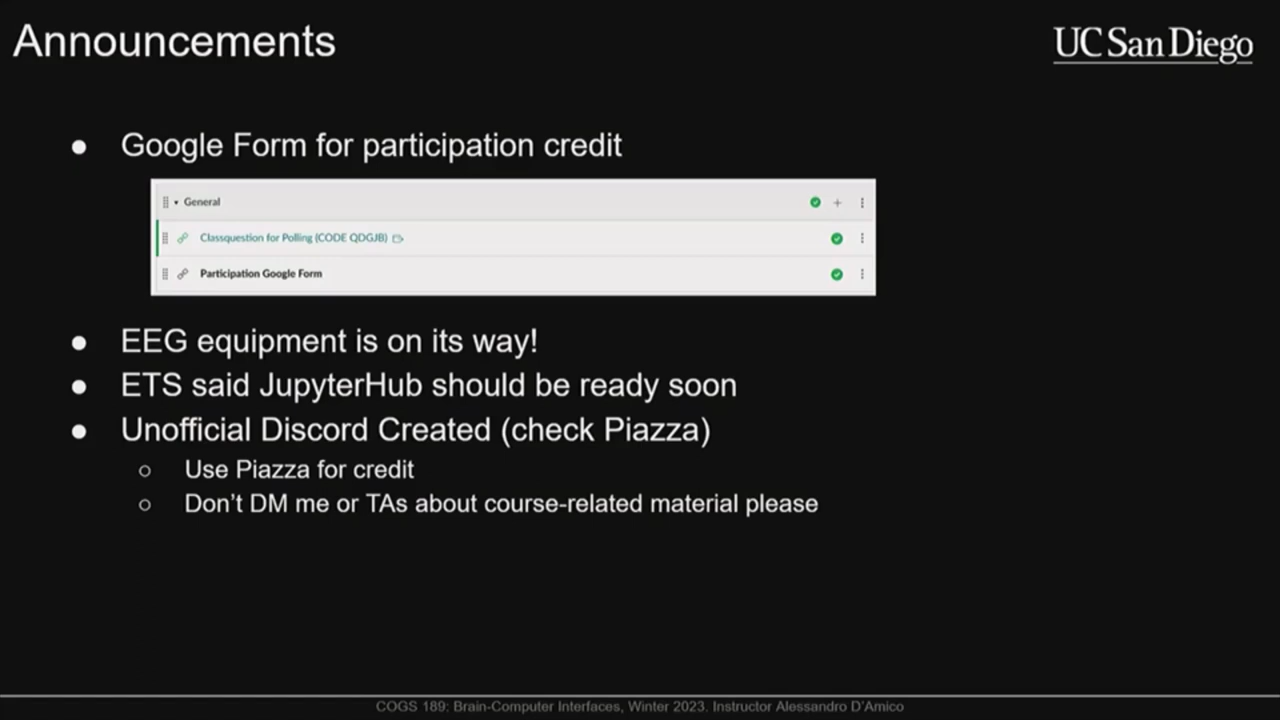 Announcements
UC San Diego
● Google Form for participation credit
General
Classquestion for Polling (CODE QDGJB)
Participation Google Form
● EEG equipment is on its way!
● ETS said JupyterHub should be ready soon
● Unofficial Discord Created (check Piazza)
○ Use Piazza for credit
○ Don’t DM me or TAs about course-related material please
COGS 189: Brain-Computer Interfaces, Winter 2023. Instructor Alessandro D’Amico